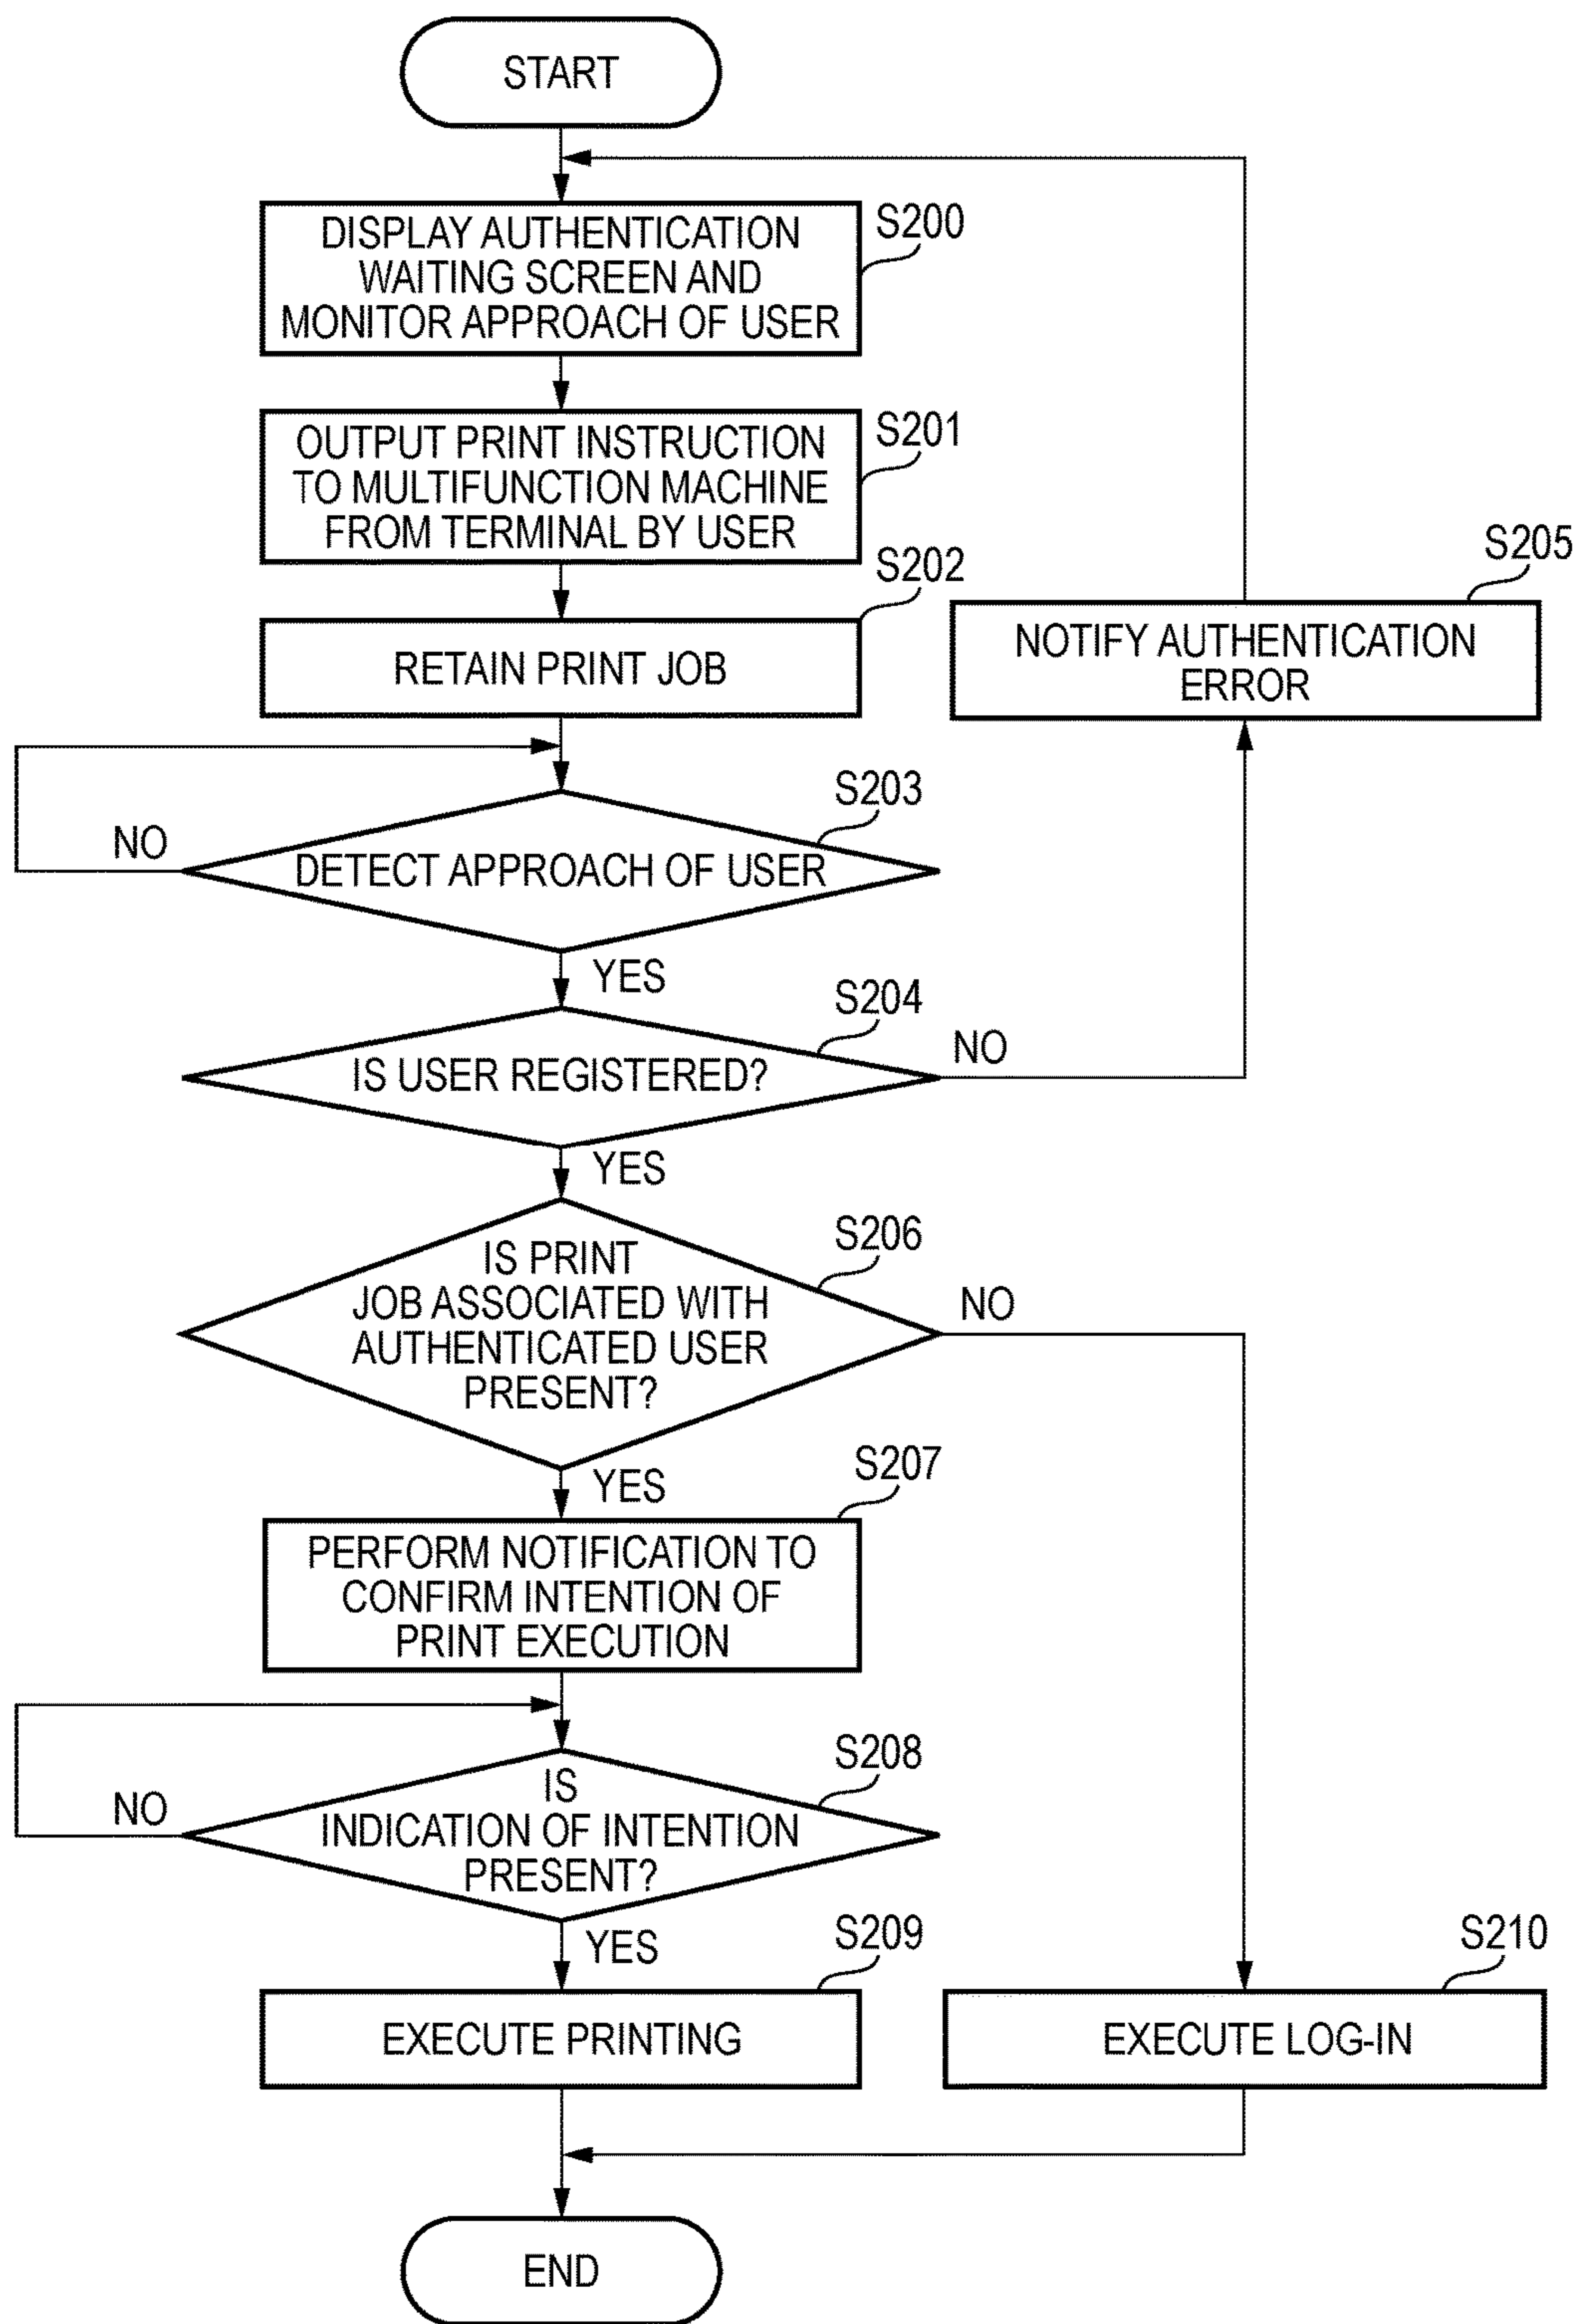 START
S200
DISPLAY AUTHENTICATION
WAITING SCREEN AND
MONITOR APPROACH OF USER
S201
OUTPUT PRINT INSTRUCTION
TO MULTIFUNCTION MACHINE
FROM TERMINAL BY USER
S202
RETAIN PRINT JOB
S205
NOTIFY AUTHENTICATION
ERROR
S203
NO
DETECT APPROACH OF USER
YES
S204
NO
IS USER REGISTERED?
YES
S206
IS PRINT
JOB ASSOCIATED WITH
AUTHENTICATED USER
PRESENT?
NO
YES
S207
PERFORM NOTIFICATION TO
CONFIRM INTENTION OF
PRINT EXECUTION
S208
NO
IS
INDICATION OF INTENTION
PRESENT?
YES
S209
EXECUTE PRINTING
S210
EXECUTE LOG-IN
END